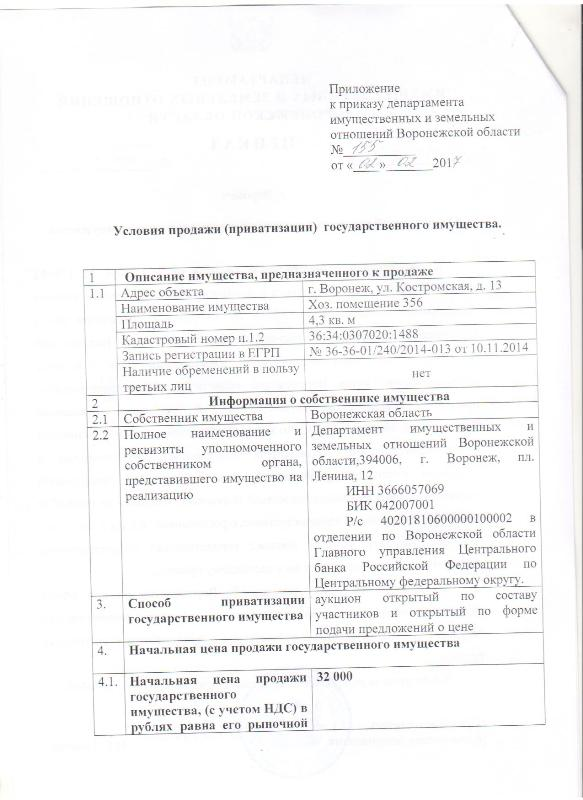 Приложение
к приказу департамента
имущественных и земельных
отношений Воронежской области
№ 155
от « 02 » 02 2017
Условия продажи (приватизации) государственного имущества.
1 Описание имущества, предназначенного к продаже
1.1 Адрес объекта г. Воронеж, ул. Костромская, д. 13
Наименование имущества Хоз. помещение 356
Площадь 4,3 кв. м
Кадастровый номер п.1.2 36:34:0307020:1488
Запись регистрации в ЕГРП № 36-36-01/240/2014-013 от 10.11.2014
Наличие обременений в пользу
третьих лиц нет
2 Информация о собственнике имущества
2.1 Собственник имущества Воронежская область
2.2 Полное наименование и
реквизиты уполномоченного
собственником органа,
представившего имущество на
реализацию
Департамент имущественных и
земельных отношений Воронежской
области,394006, г. Воронеж, пл.
Ленина, 12
ИНН 3666057069
БИК 042007001
Р/с 40201810600000100002 в
отделении по Воронежской области
Главного управления Центрального
банка Российской Федерации по
Центральному федеральному округу.
3. Способ приватизации
государственного имущества
аукцион открытый по составу
участников и открытый по форме
подачи предложений о цене
4. Начальная цена продажи государственного имущества
4.1. Начальная цена продажи
государственного
имущества, (с учетом НДС) в
рублях равна его рыночной
32 000